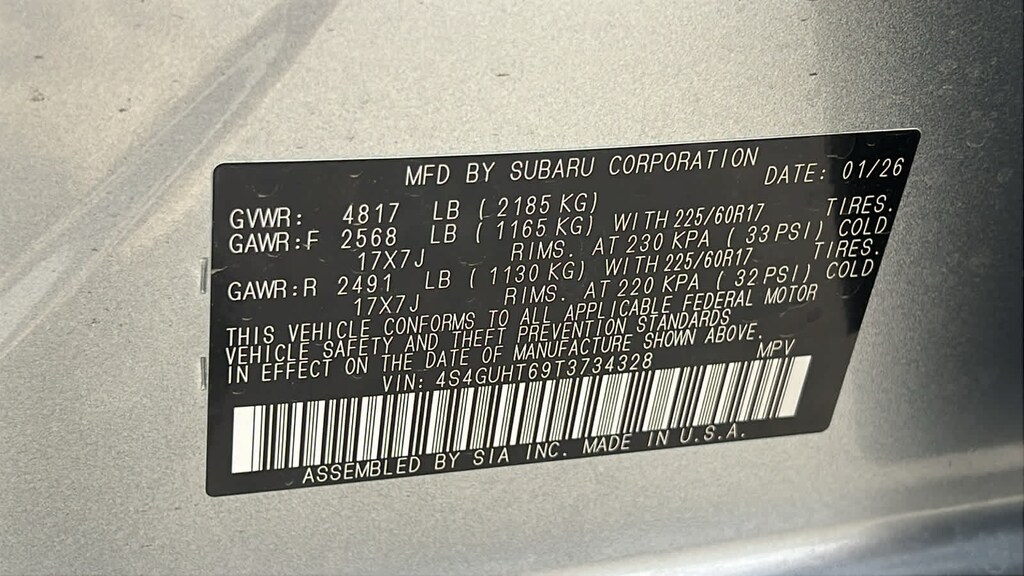 MFD BY SUBARU CORPORATION DATE: 01/26
GVWR: 4817 LB ( 2185 KG)
GAWR:F 2568 LB ( 1165 KG) WITH 225/60R17 TIRES.
17X7J RIMS. AT 230 KPA ( 33 PSI) COLD
GAWR:R 2491 LB ( 1130 KG) WITH 225/60R17 TIRES.
17X7J RIMS. AT 220 KPA ( 32 PSI) COLD
THIS VEHICLE CONFORMS TO ALL APPLICABLE FEDERAL MOTOR
VEHICLE SAFETY AND THEFT PREVENTION STANDARDS
IN EFFECT ON THE DATE OF MANUFACTURE SHOWN ABOVE.
VIN: 4S4GUHT69T3734328 MPV
ASSEMBLED BY SIA INC. MADE IN U.S.A.